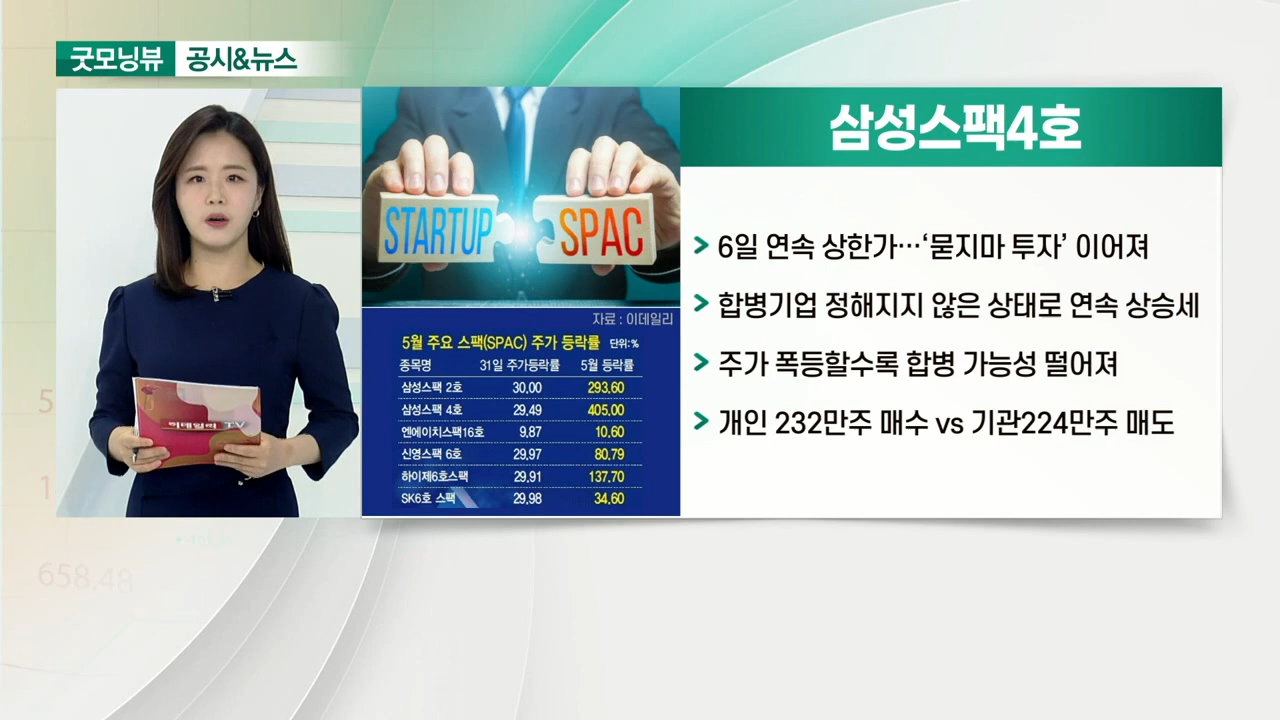 굿모닝뷰 공시&뉴스
STARTUP SPAC
자료 : 이데일리
5월 주요 스팩(SPAC) 주가 등락률 단위:%
종목명 31일 주가등락률 5월 등락률
삼성스팩 2호 30.00 293.60
삼성스팩 4호 29.49 405.00
엔에이치스팩16호 9.87 10.60
신영스팩 6호 29.97 80.79
하이제6호스팩 29.91 137.70
SK6호 스팩 29.98 34.60
이데일리 TV
삼성스팩4호
> 6일 연속 상한가…‘묻지마 투자’ 이어져
> 합병기업 정해지지 않은 상태로 연속 상승세
> 주가 폭등할수록 합병 가능성 떨어져
> 개인 232만주 매수 vs 기관224만주 매도
658.48